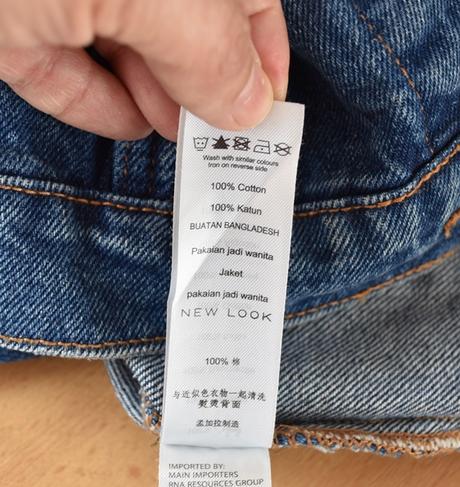 Wash with similar colours
Iron on reverse side
100% Cotton
100% Katun
BUATAN BANGLADESH
Pakaian jadi wanita
Jaket
pakaian jadi wanita
NEW LOOK
100% 棉
与近似色衣物一起清洗
熨烫背面
孟加拉制造
IMPORTED BY:
MAIN IMPORTERS
RNA RESOURCES GROUP